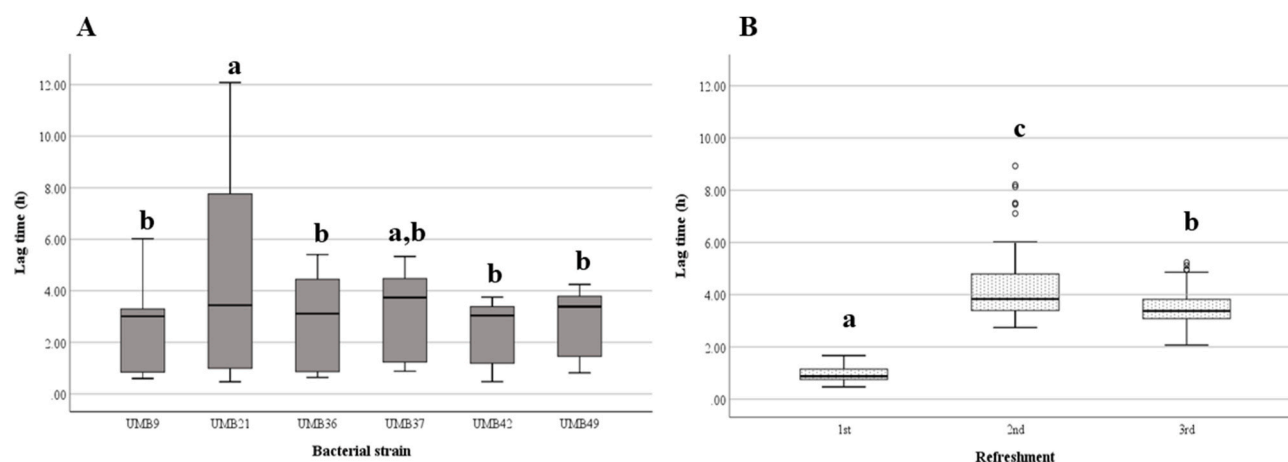 A
Lag time (h)
12.00
10.00
8.00
6.00
4.00
2.00
.00
b
a
b
a,b
b
b
UMB9
UMB21
UMB36
UMB37
UMB42
UMB49
Bacterial strain
B
Lag time (h)
12.00
10.00
8.00
6.00
4.00
2.00
.00
a
c
b
1st
2nd
3rd
Refreshment